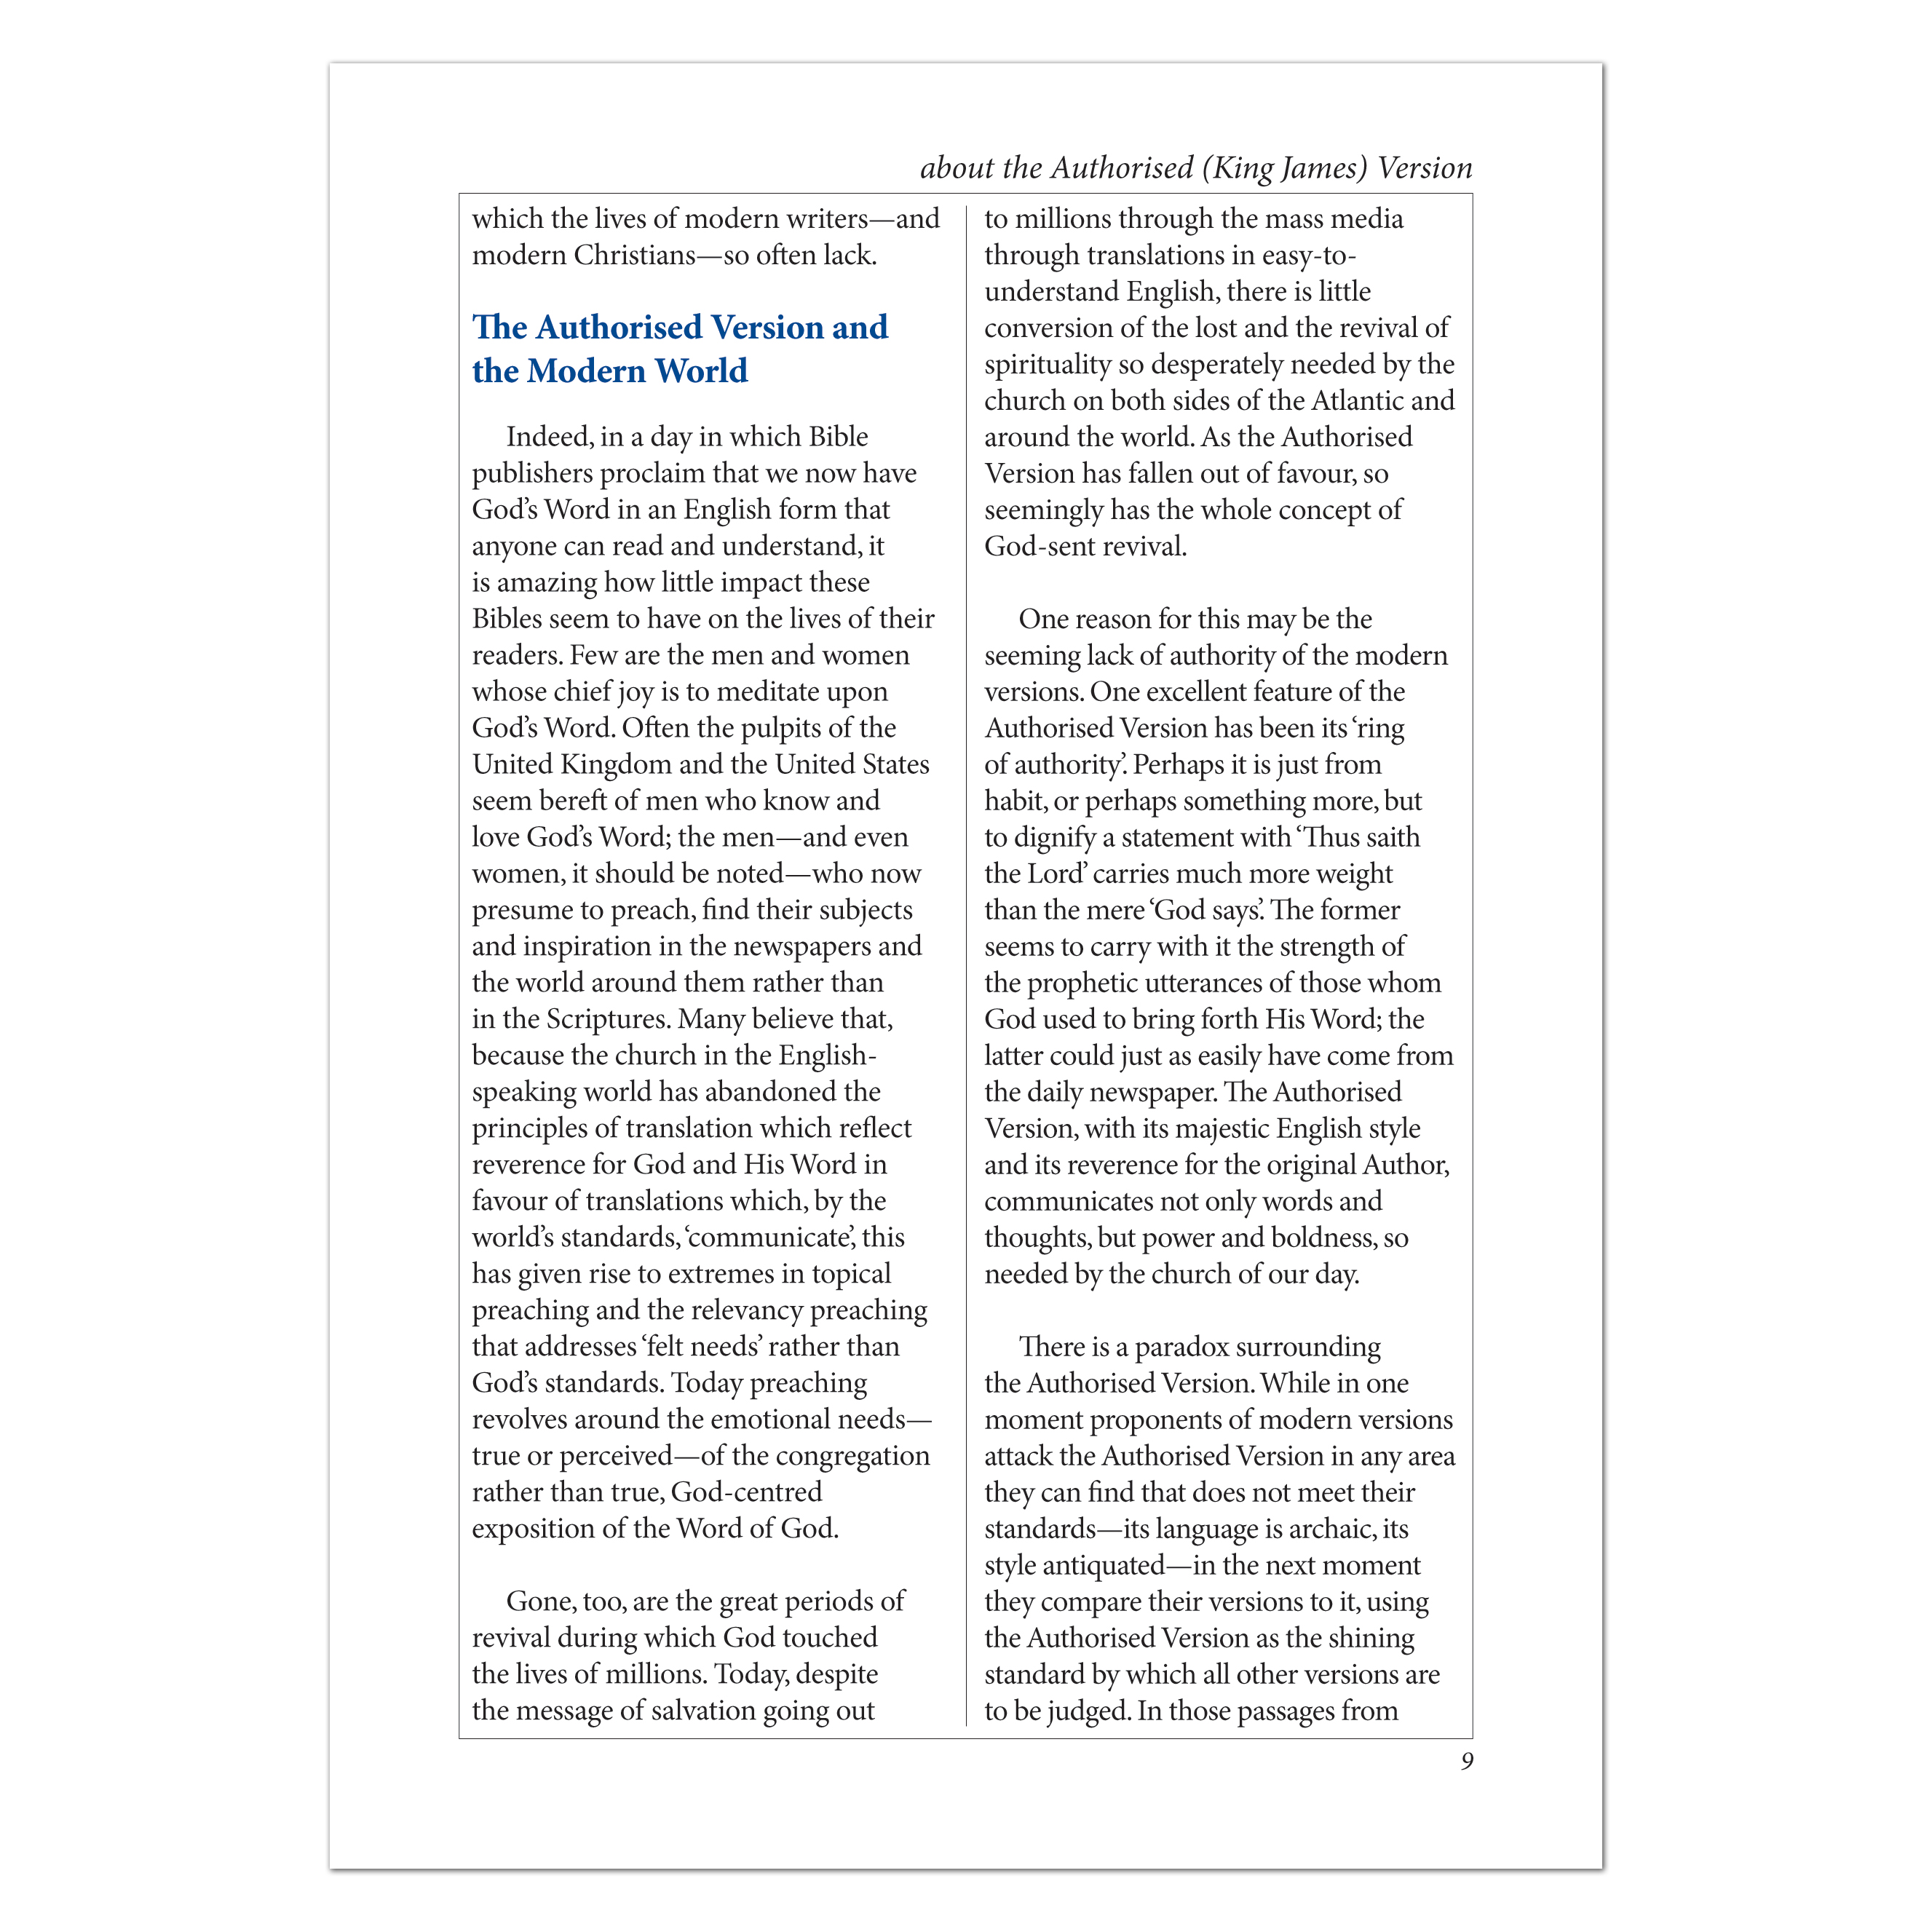 about the Authorised (King James) Version
which the lives of modern writers—and
modern Christians—so often lack.
The Authorised Version and
the Modern World
Indeed, in a day in which Bible
publishers proclaim that we now have
God’s Word in an English form that
anyone can read and understand, it
is amazing how little impact these
Bibles seem to have on the lives of their
readers. Few are the men and women
whose chief joy is to meditate upon
God’s Word. Often the pulpits of the
United Kingdom and the United States
seem bereft of men who know and
love God’s Word; the men—and even
women, it should be noted—who now
presume to preach, find their subjects
and inspiration in the newspapers and
the world around them rather than
in the Scriptures. Many believe that,
because the church in the English-
speaking world has abandoned the
principles of translation which reflect
reverence for God and His Word in
favour of translations which, by the
world’s standards, ‘communicate’, this
has given rise to extremes in topical
preaching and the relevancy preaching
that addresses ‘felt needs’ rather than
God’s standards. Today preaching
revolves around the emotional needs—
true or perceived—of the congregation
rather than true, God-centred
exposition of the Word of God.
Gone, too, are the great periods of
revival during which God touched
the lives of millions. Today, despite
the message of salvation going out
to millions through the mass media
through translations in easy-to-
understand English, there is little
conversion of the lost and the revival of
spirituality so desperately needed by the
church on both sides of the Atlantic and
around the world. As the Authorised
Version has fallen out of favour, so
seemingly has the whole concept of
God-sent revival.
One reason for this may be the
seeming lack of authority of the modern
versions. One excellent feature of the
Authorised Version has been its ‘ring
of authority’. Perhaps it is just from
habit, or perhaps something more, but
to dignify a statement with ‘Thus saith
the Lord’ carries much more weight
than the mere ‘God says’. The former
seems to carry with it the strength of
the prophetic utterances of those whom
God used to bring forth His Word; the
latter could just as easily have come from
the daily newspaper. The Authorised
Version, with its majestic English style
and its reverence for the original Author,
communicates not only words and
thoughts, but power and boldness, so
needed by the church of our day.
There is a paradox surrounding
the Authorised Version. While in one
moment proponents of modern versions
attack the Authorised Version in any area
they can find that does not meet their
standards—its language is archaic, its
style antiquated—in the next moment
they compare their versions to it, using
the Authorised Version as the shining
standard by which all other versions are
to be judged. In those passages from
9